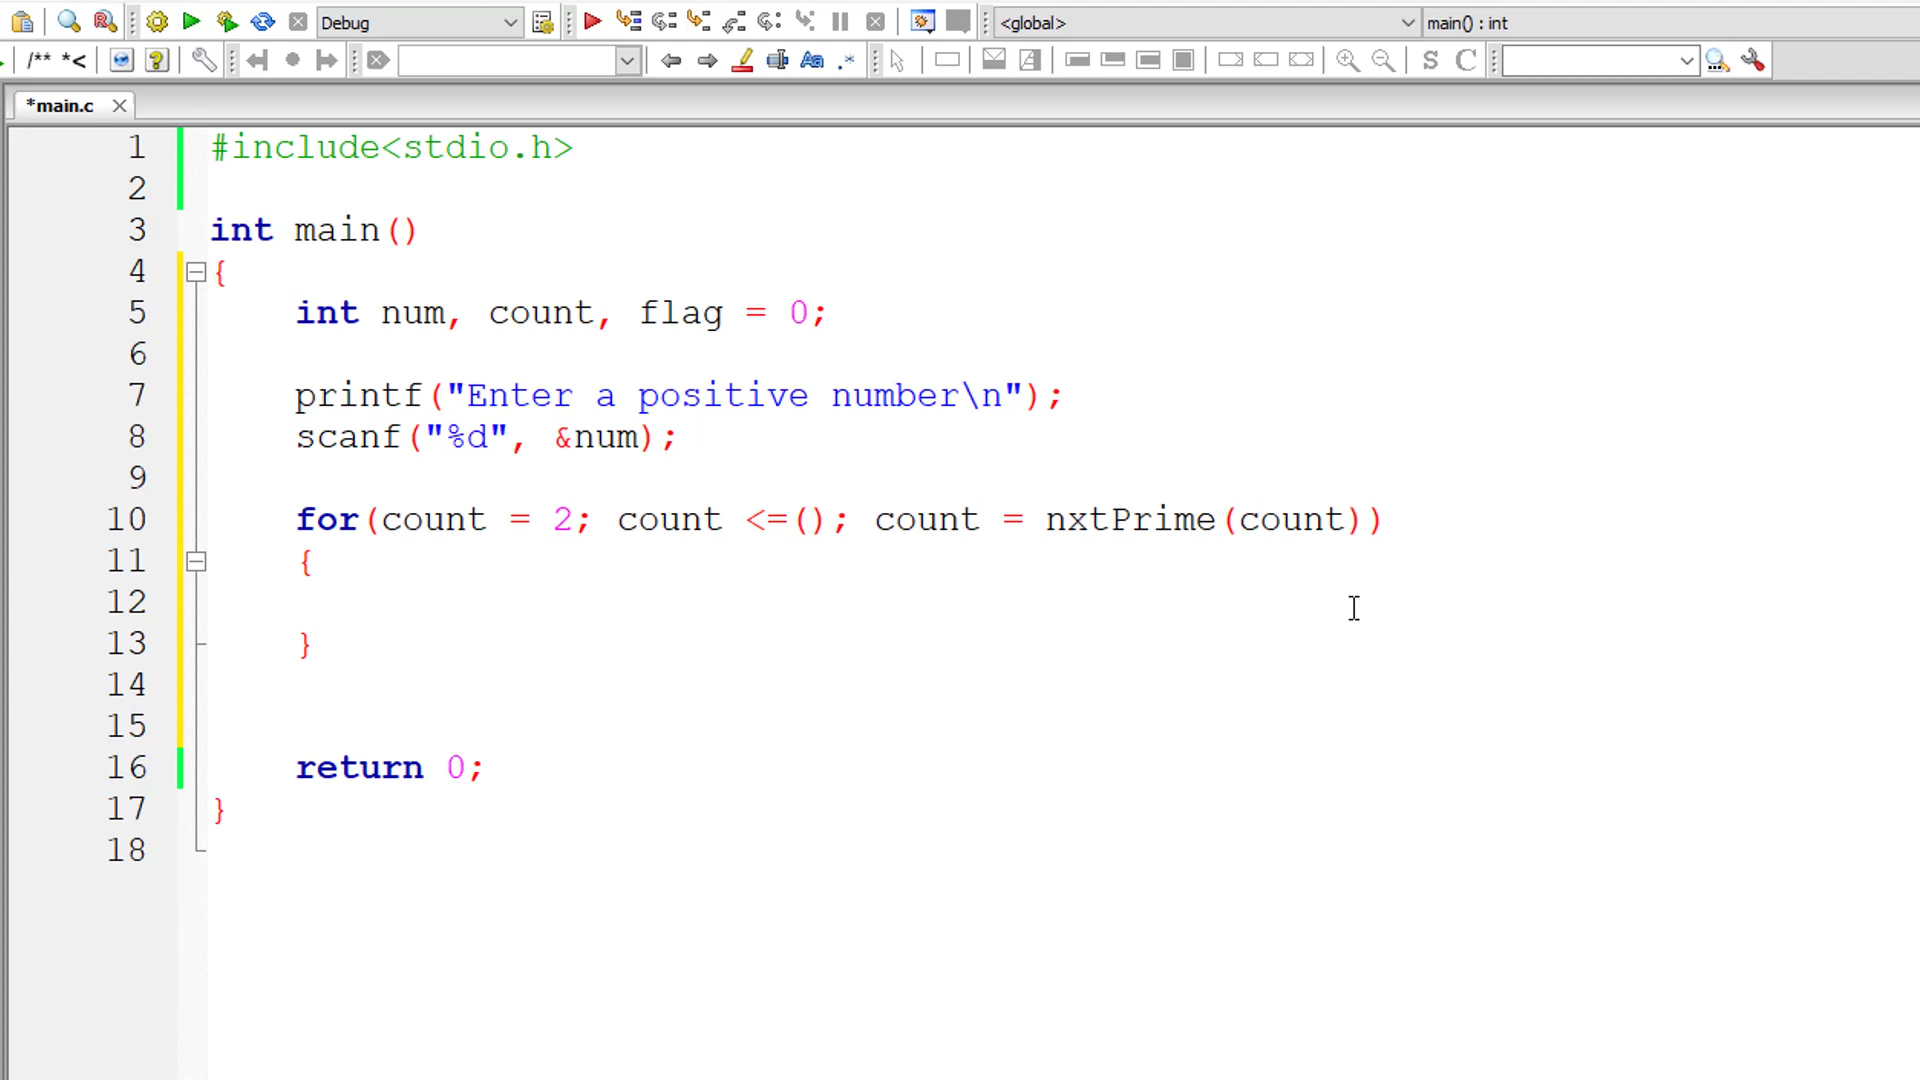 Debug <global> main() : int
/** *< Aa .* S C
*main.c
1 #include<stdio.h>
2
3 int main()
4 {
5 int num, count, flag = 0;
6
7 printf("Enter a positive number\n");
8 scanf("%d", &num);
9
10 for(count = 2; count <=(); count = nxtPrime(count))
11 {
12
13 }
14
15
16 return 0;
17 }
18